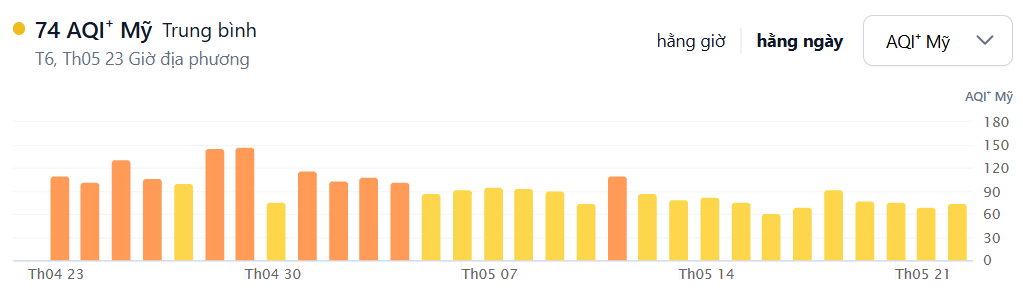 74 AQI⁺ Mỹ Trung bình
T6, Th05 23 Giờ địa phương
hằng giờ
hằng ngày
AQI⁺ Mỹ
AQI⁺ Mỹ
180
150
120
90
60
30
0
Th04 23 Th04 30 Th05 07 Th05 14 Th05 21